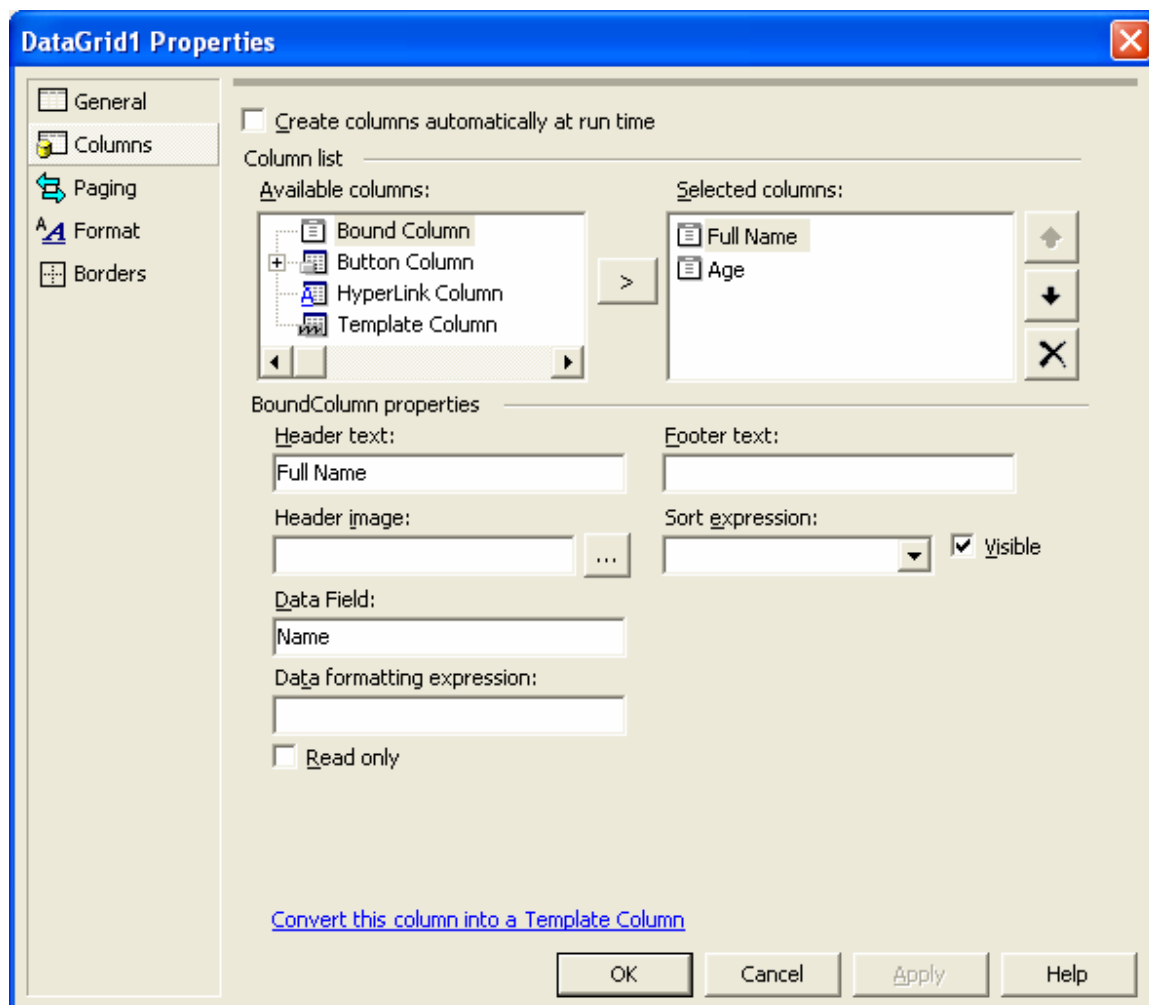 DataGrid1 Properties
General
Columns
Paging
Format
Borders
Create columns automatically at run time
Column list
Available columns:
Bound Column
Button Column
HyperLink Column
Template Column
>
Selected columns:
Full Name
Age
BoundColumn properties
Header text:
Full Name
Footer text:
Header image:
...
Sort expression:
Visible
Data Field:
Name
Data formatting expression:
Read only
Convert this column into a Template Column
OK Cancel Apply Help